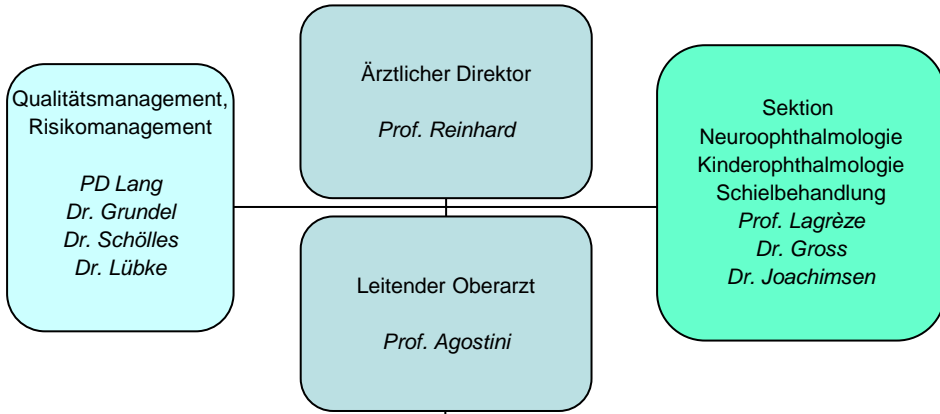 Qualitätsmanagement,
Risikomanagement
PD Lang
Dr. Grundel
Dr. Schölles
Dr. Lübke
Ärztlicher Direktor
Prof. Reinhard
Leitender Oberarzt
Prof. Agostini
Sektion
Neuroophthalmologie
Kinderophthalmologie
Schielbehandlung
Prof. Lagrèze
Dr. Gross
Dr. Joachimsen